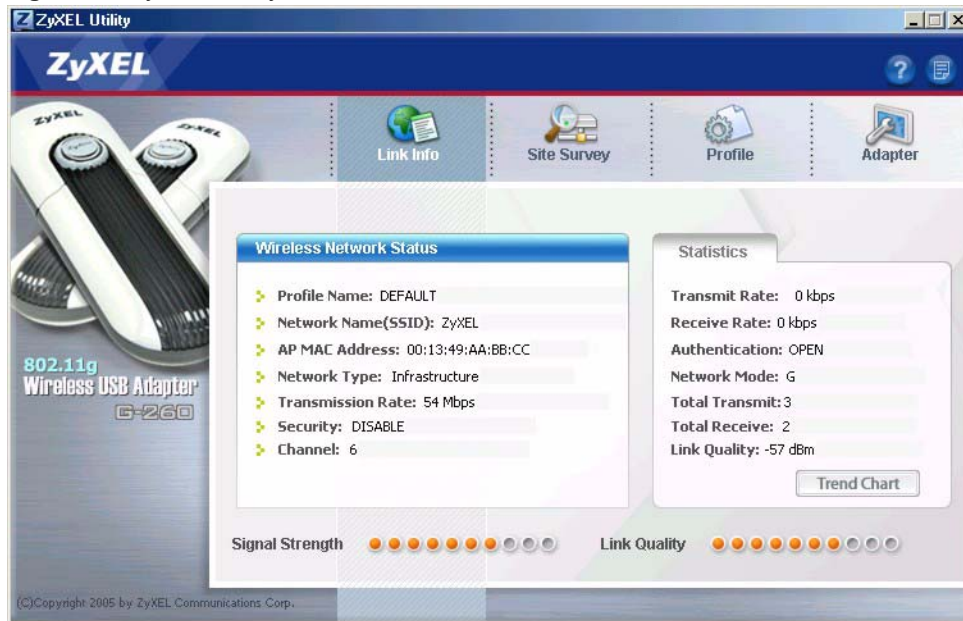 ZyXEL Utility
ZyXEL
ZyXEL
ZyXEL
Link Info
Site Survey
Profile
Adapter
802.11g
Wireless USB Adapter
G-260
Wireless Network Status
Profile Name: DEFAULT
Network Name(SSID): ZyXEL
AP MAC Address: 00:13:49:AA:BB:CC
Network Type: Infrastructure
Transmission Rate: 54 Mbps
Security: DISABLE
Channel: 6
Statistics
Transmit Rate: 0 kbps
Receive Rate: 0 kbps
Authentication: OPEN
Network Mode: G
Total Transmit: 3
Total Receive: 2
Link Quality: -57 dBm
Trend Chart
Signal Strength
Link Quality
(C)Copyright 2005 by ZyXEL Communications Corp.